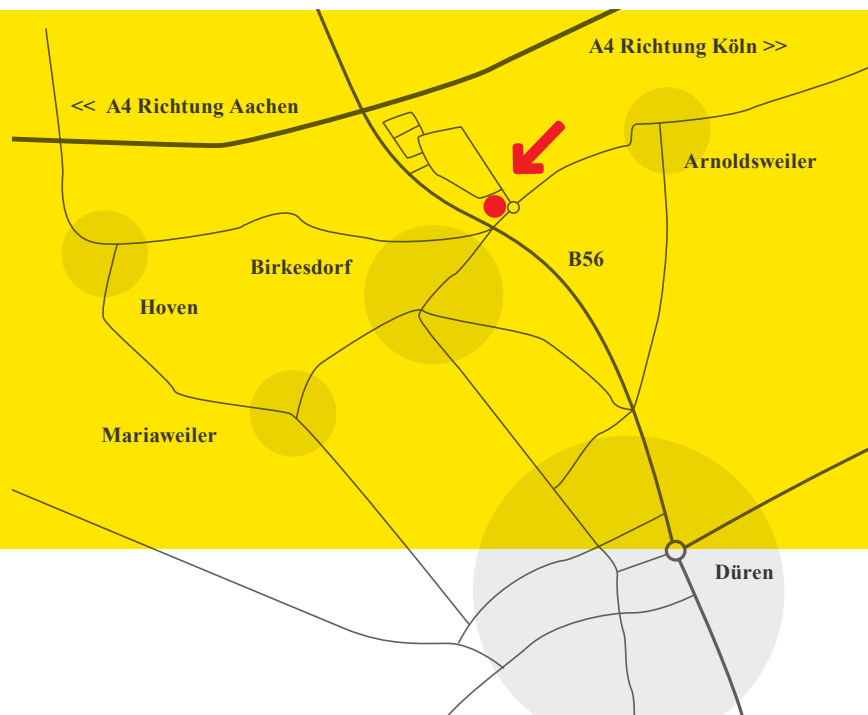 A4 Richtung Köln >>
<< A4 Richtung Aachen
Arnoldsweiler
B56
Birkesdorf
Hoven
Mariaweiler
Düren